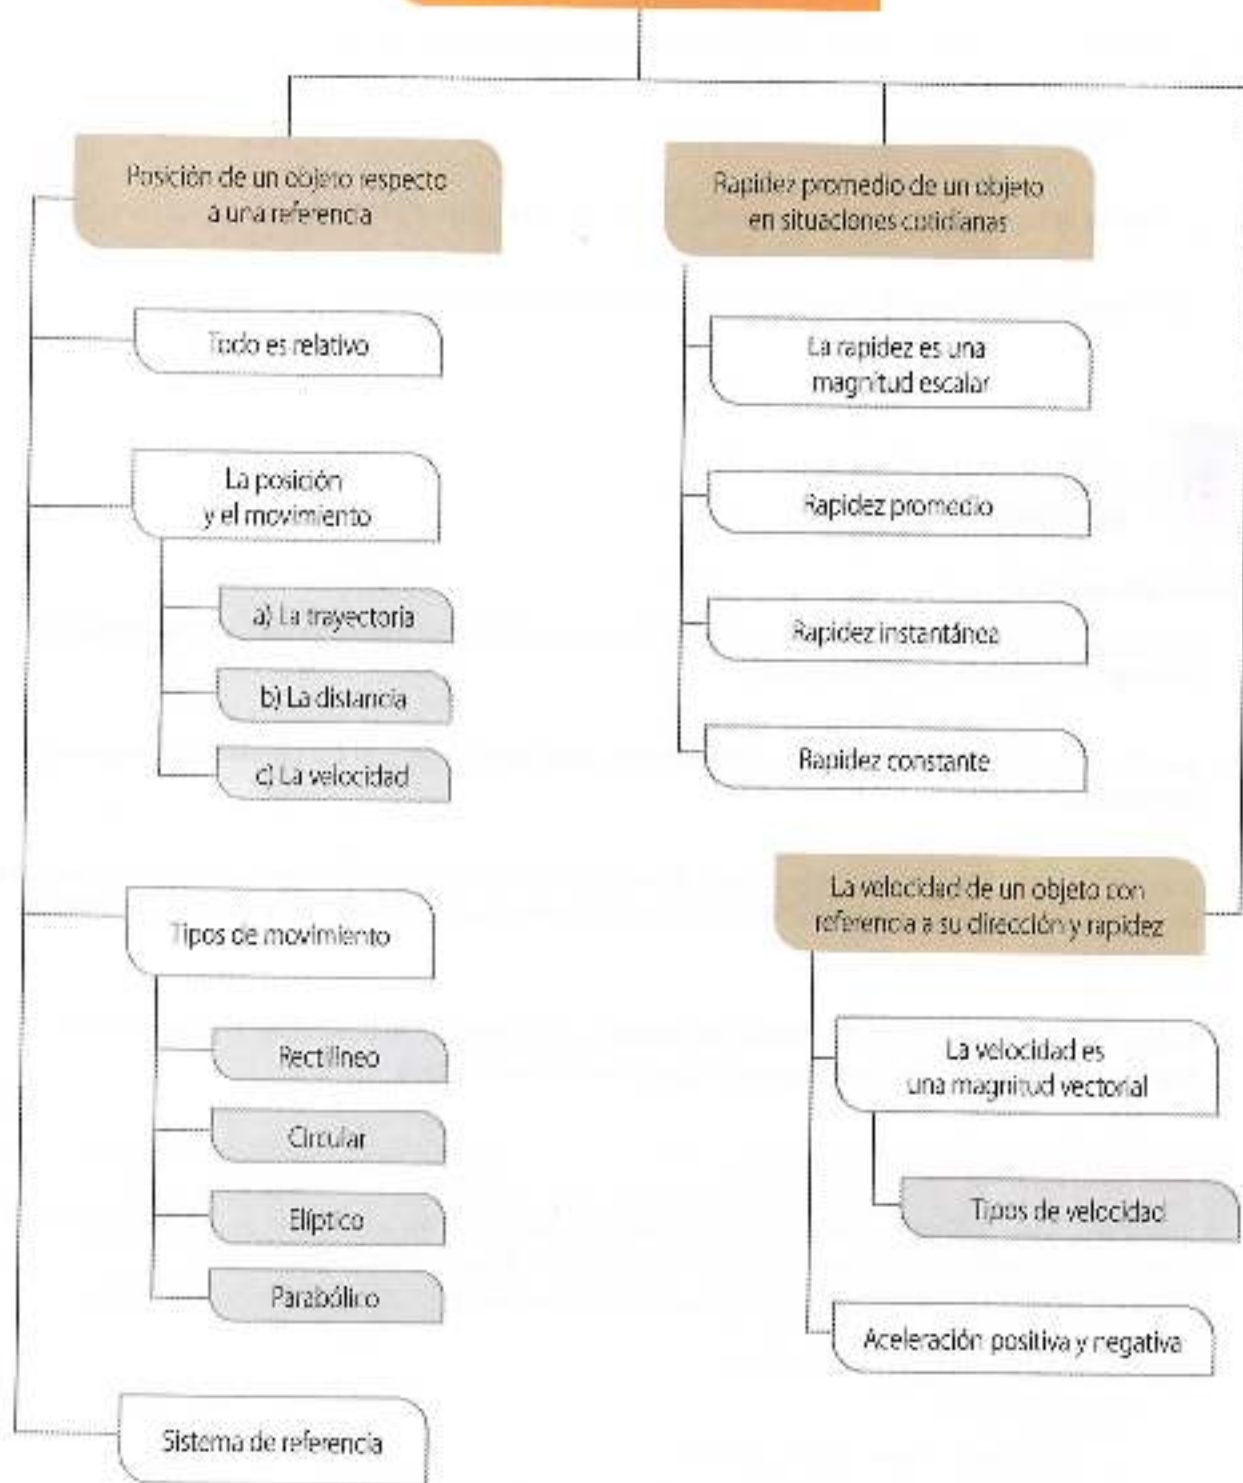 Posición de un objeto respecto
a una referencia
Todo es relativo
La posición
y el movimiento
a) La trayectoria
b) La distancia
c) La velocidad
Tipos de movimiento
Rectilíneo
Circular
Elíptico
Parabólico
Sistema de referencia
Rapidez promedio de un objeto
en situaciones cotidianas
La rapidez es una
magnitud escalar
Rapidez promedio
Rapidez instantánea
Rapidez constante
La velocidad de un objeto con
referencia a su dirección y rapidez
La velocidad es
una magnitud vectorial
Tipos de velocidad
Aceleración positiva y negativa